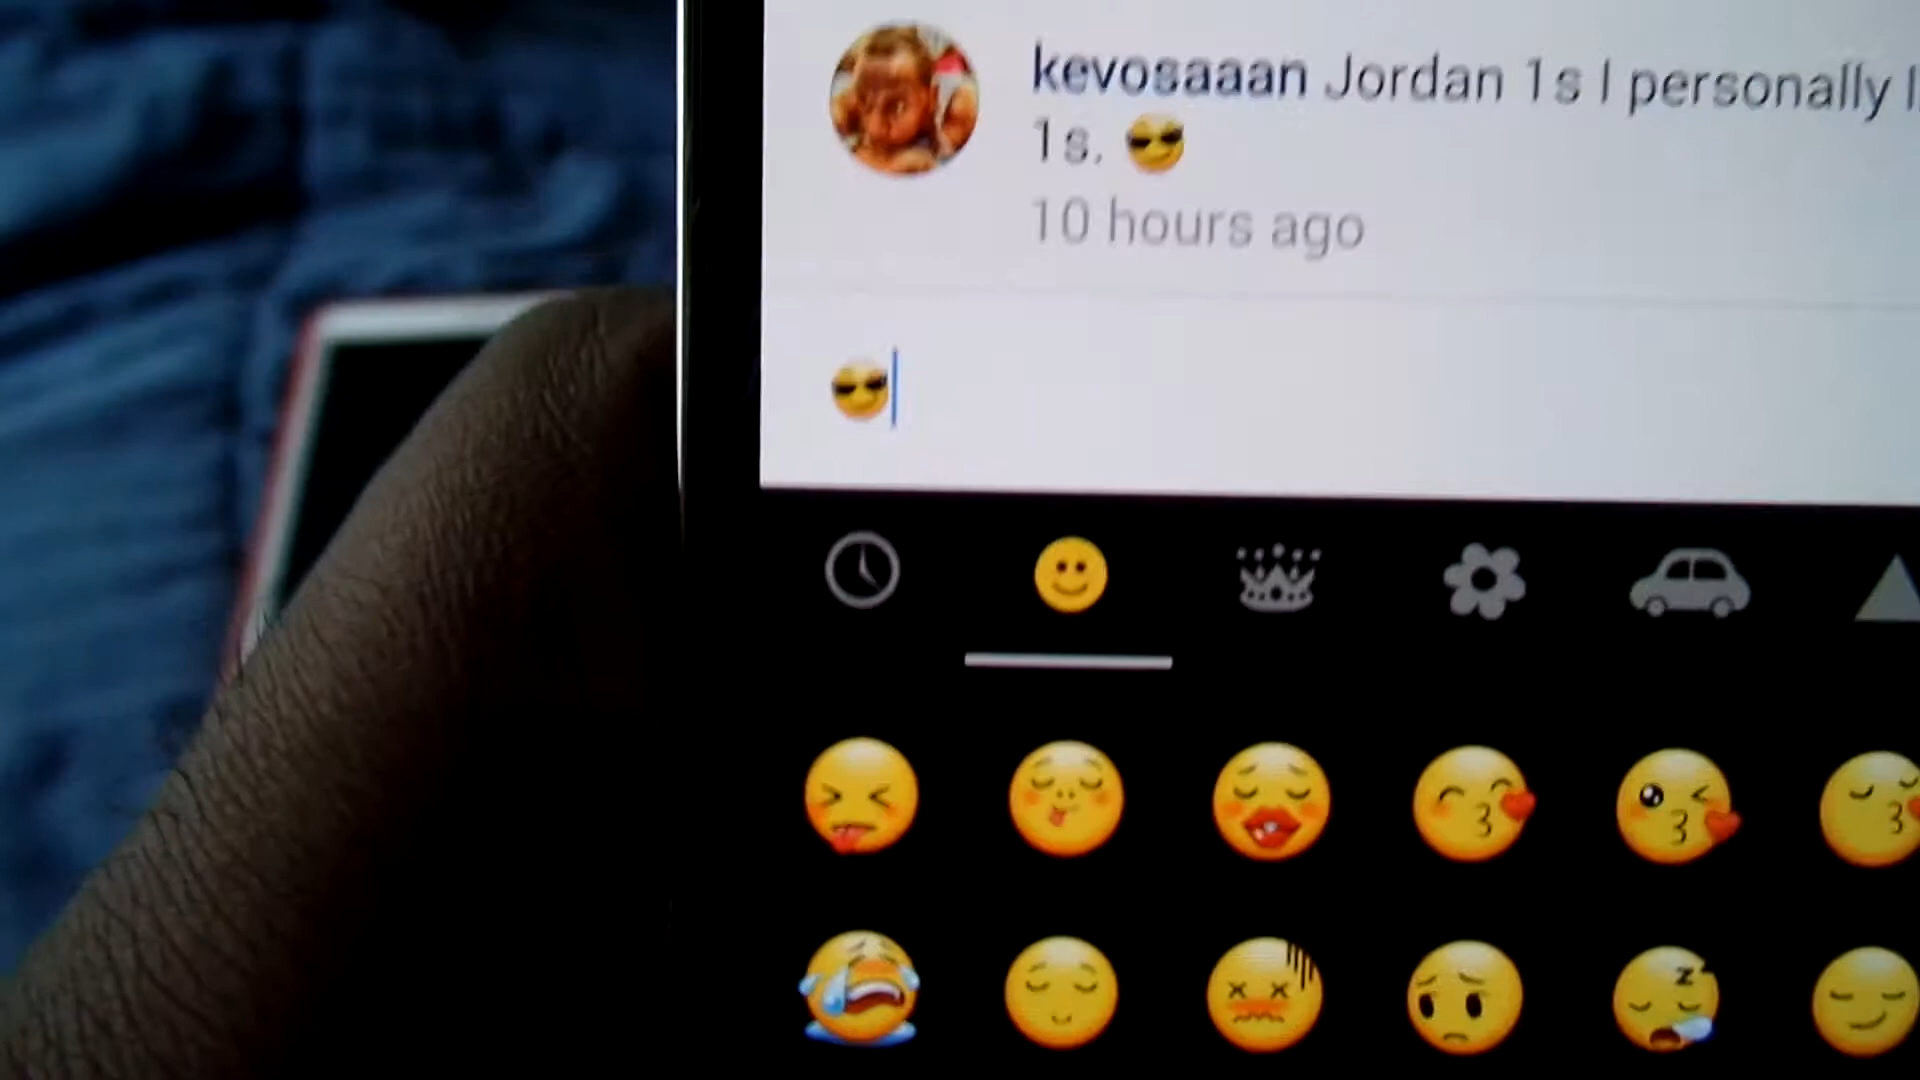 kevosaaan Jordan 1s I personally
1s. 😎
10 hours ago
😎